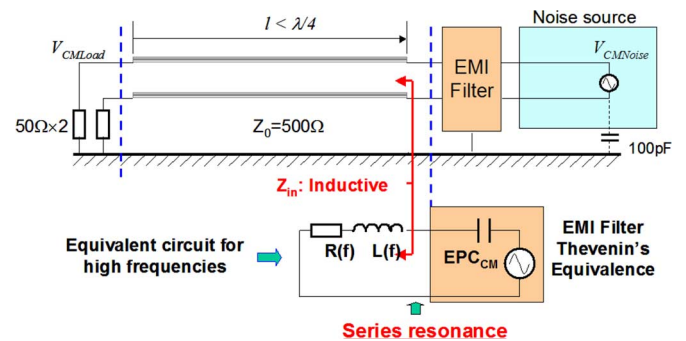 Noise source
l < λ/4
V_CMLoad
V_CMNoise
EMI
Filter
50Ω×2
Z₀=500Ω
100pF
Z_in: Inductive
Equivalent circuit for
high frequencies
R(f)
L(f)
EPC_CM
EMI Filter
Thevenin's
Equivalence
Series resonance